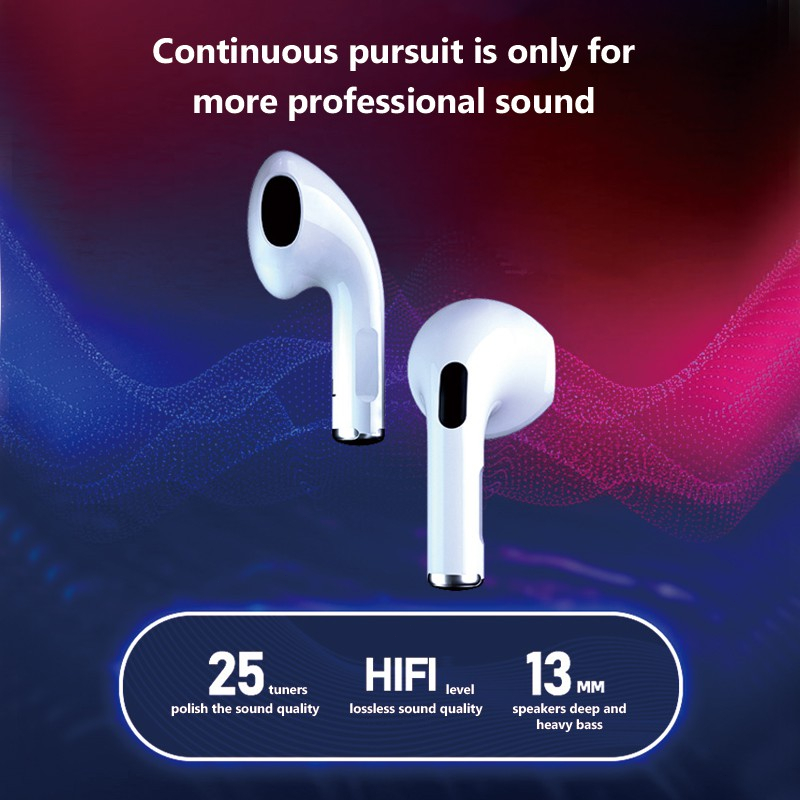 Continuous pursuit is only for
more professional sound
25 tuners
polish the sound quality
HIFI level
lossless sound quality
13 MM
speakers deep and
heavy bass